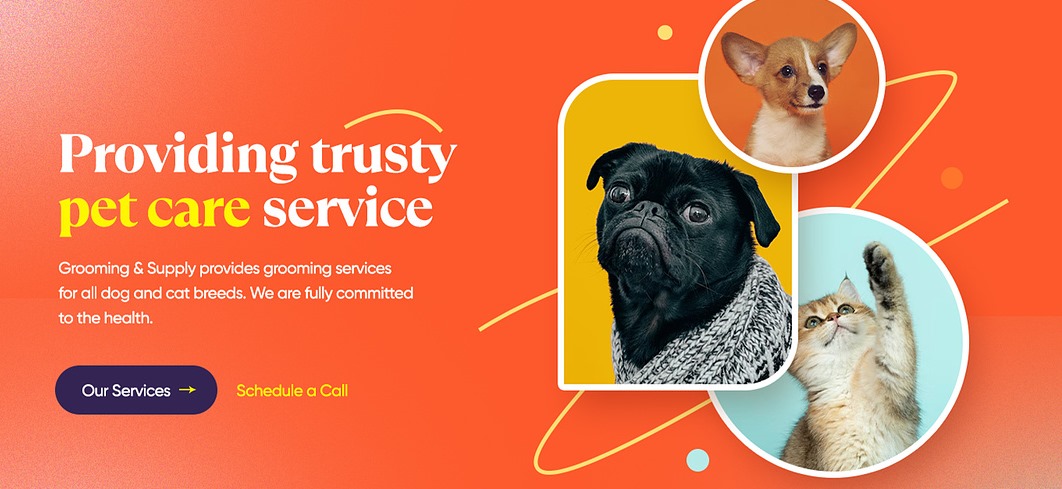 Providing trusty
pet care service
Grooming & Supply provides grooming services
for all dog and cat breeds. We are fully committed
to the health.
Our Services →
Schedule a Call